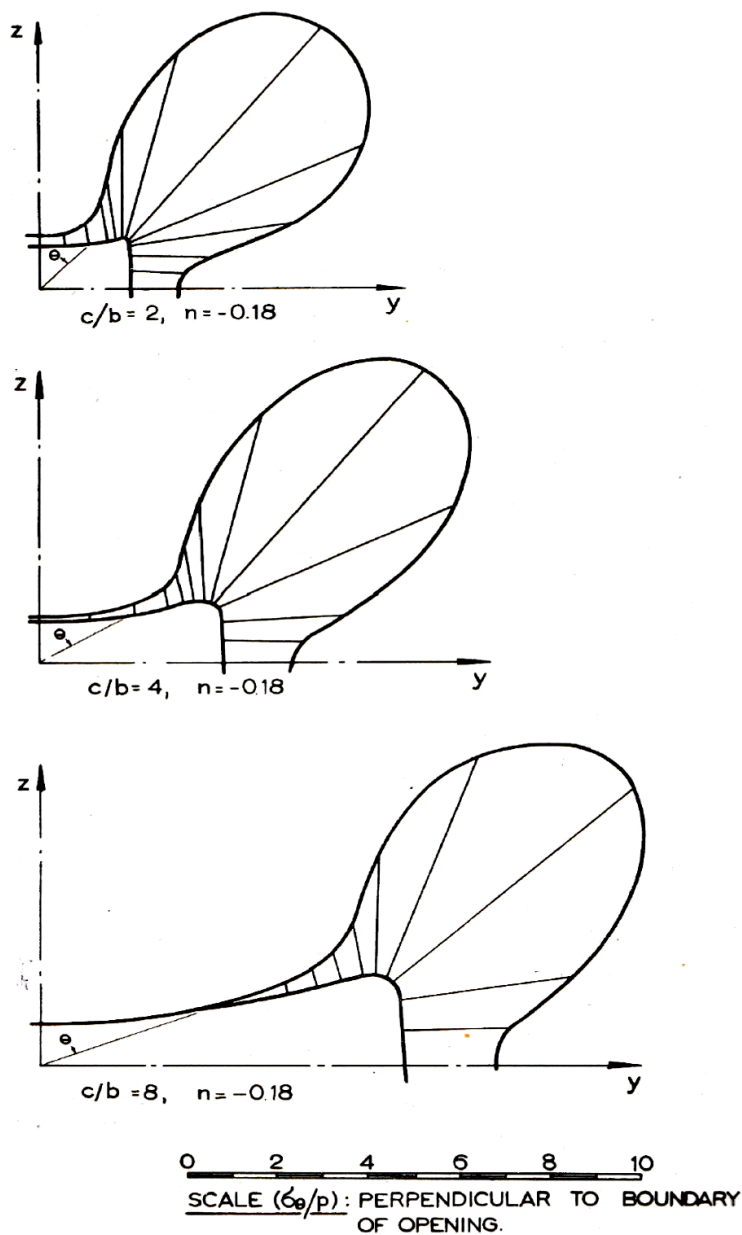 z
θ
y
c/b = 2, n = -0.18
z
θ
y
c/b = 4, n = -0.18
z
θ
y
c/b = 8, n = -0.18
0 2 4 6 8 10
SCALE (σθ/p) : PERPENDICULAR TO BOUNDARY
OF OPENING.